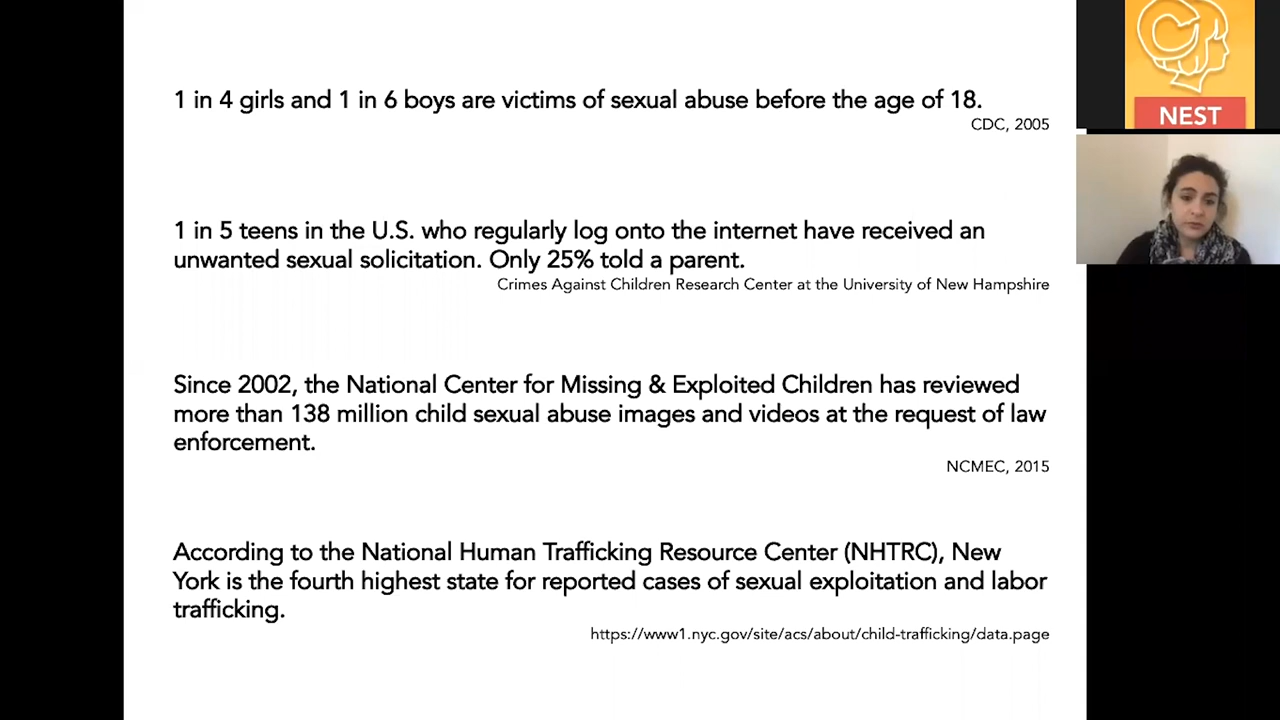 1 in 4 girls and 1 in 6 boys are victims of sexual abuse before the age of 18.
CDC, 2005
1 in 5 teens in the U.S. who regularly log onto the internet have received an
unwanted sexual solicitation. Only 25% told a parent.
Crimes Against Children Research Center at the University of New Hampshire
Since 2002, the National Center for Missing & Exploited Children has reviewed
more than 138 million child sexual abuse images and videos at the request of law
enforcement.
NCMEC, 2015
According to the National Human Trafficking Resource Center (NHTRC), New
York is the fourth highest state for reported cases of sexual exploitation and labor
trafficking.
https://www1.nyc.gov/site/acs/about/child-trafficking/data.page
NEST